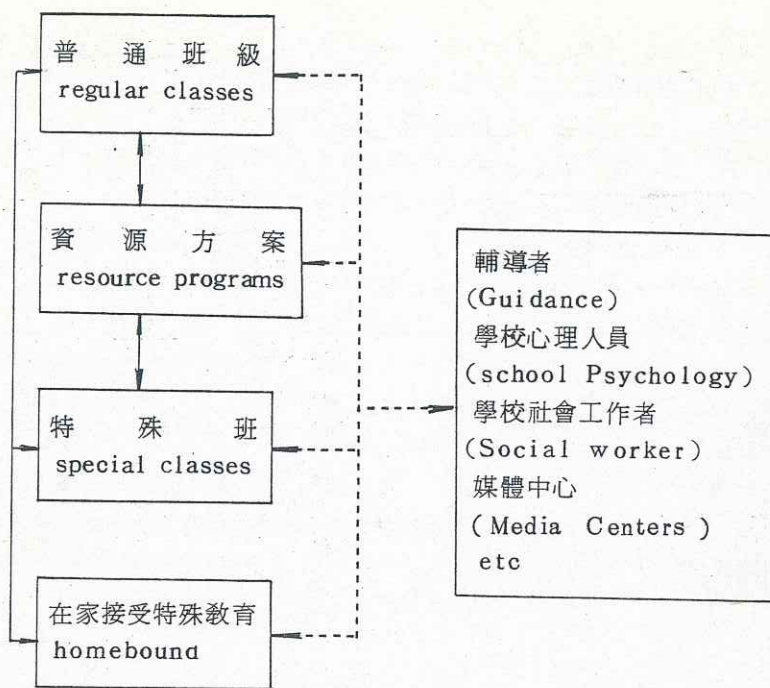 普通班級
regular classes
資源方案
resource programs
特殊班
special classes
在家接受特殊教育
homebound
輔導者
(Guidance)
學校心理人員
(school Psychology)
學校社會工作者
(Social worker)
媒體中心
(Media Centers)
etc